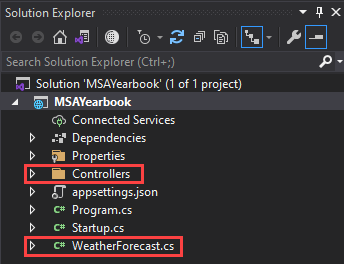 Solution Explorer
Search Solution Explorer (Ctrl+;)
Solution 'MSAYearbook' (1 of 1 project)
MSAYearbook
Connected Services
Dependencies
Properties
Controllers
appsettings.json
C# Program.cs
C# Startup.cs
C# WeatherForecast.cs